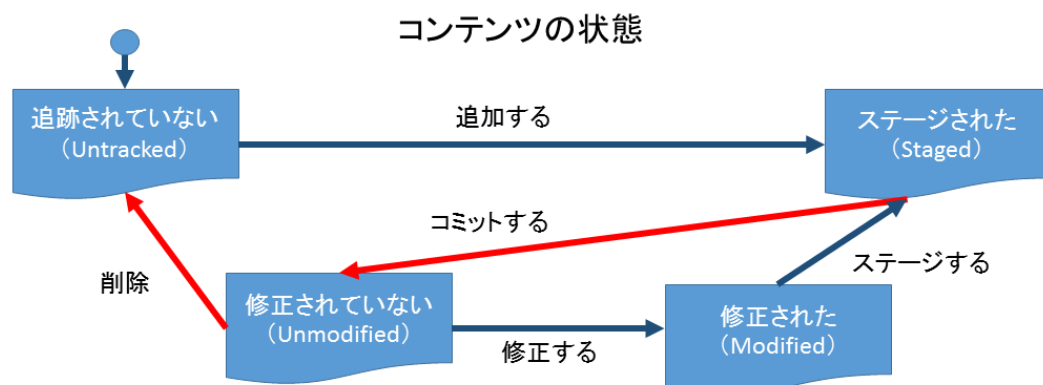 コンテンツの状態
追跡されていない
（Untracked）
追加する
ステージされた
（Staged）
コミットする
削除
ステージする
修正されていない
（Unmodified）
修正する
修正された
（Modified）